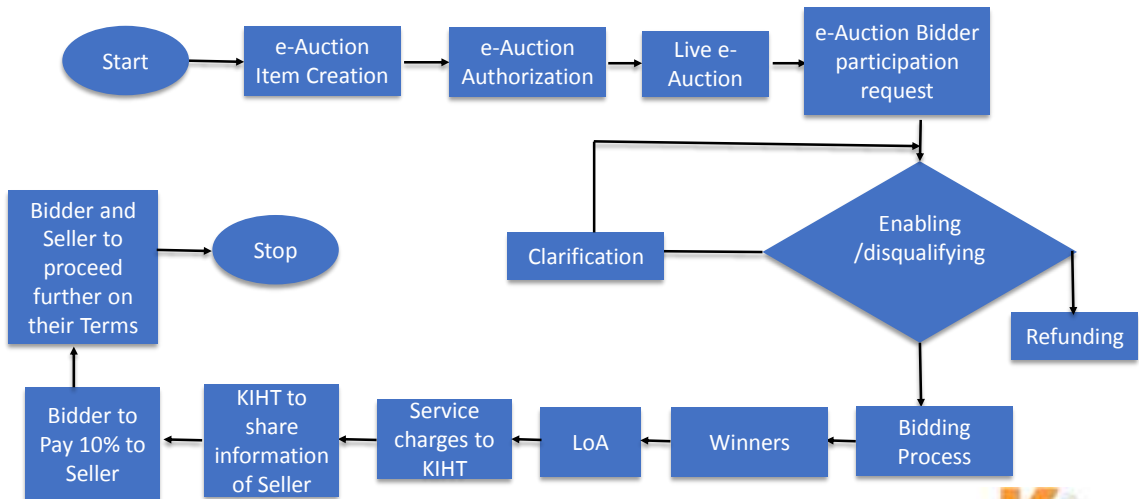 Start
e-Auction
Item Creation
e-Auction
Authorization
Live e-
Auction
e-Auction Bidder
participation
request
Enabling
/disqualifying
Clarification
Refunding
Bidding
Process
Winners
LoA
Service
charges to
KIHT
KIHT to
share
information
of Seller
Bidder to
Pay 10% to
Seller
Bidder and
Seller to
proceed
further on
their Terms
Stop